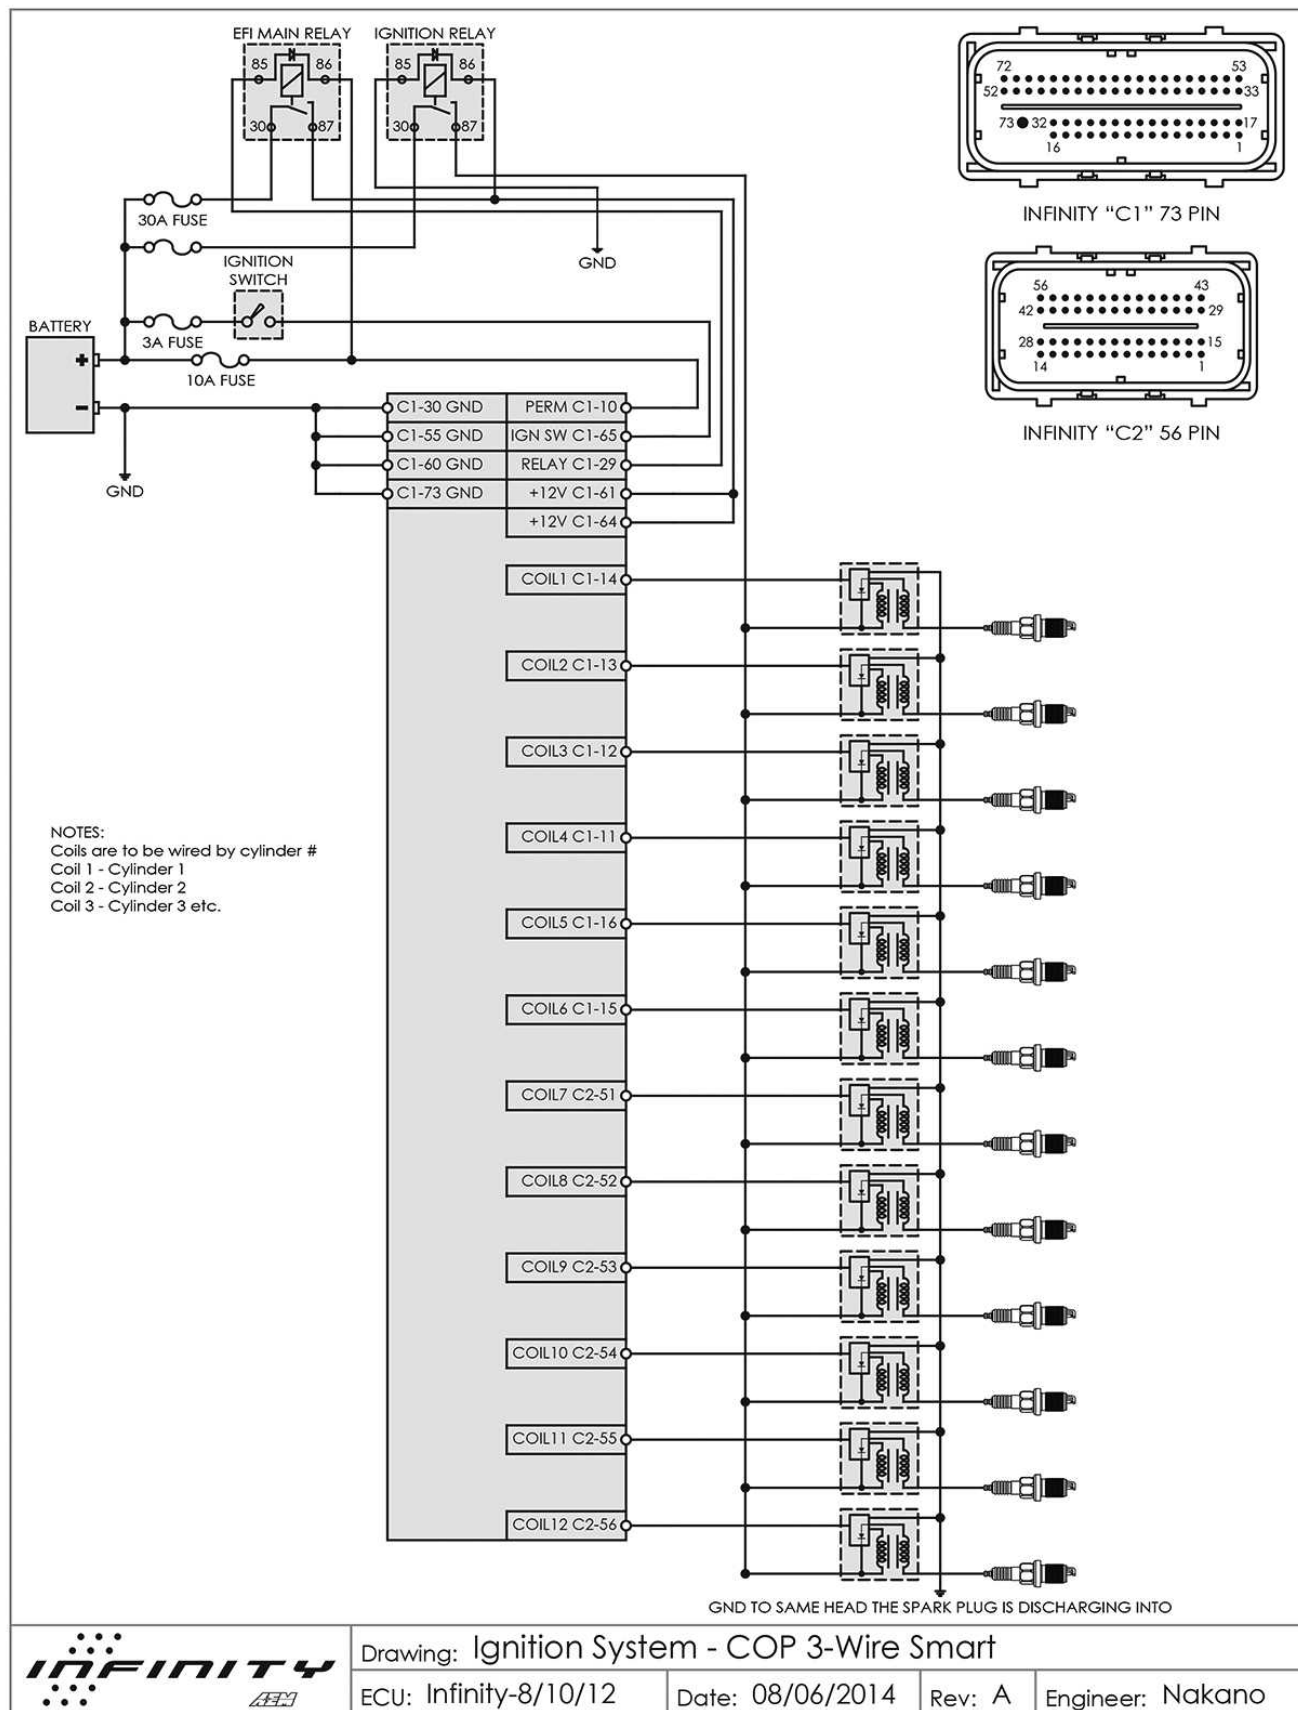 EFI MAIN RELAY
IGNITION RELAY
85
86
30
87
85
86
30
87
30A FUSE
IGNITION
SWITCH
3A FUSE
10A FUSE
BATTERY
+
-
GND
GND
72
53
52
33
73
32
17
16
1
INFINITY "C1" 73 PIN
56
43
42
29
28
15
14
1
INFINITY "C2" 56 PIN
C1-30 GND
PERM C1-10
C1-55 GND
IGN SW C1-65
C1-60 GND
RELAY C1-29
C1-73 GND
+12V C1-61
+12V C1-64
COIL1 C1-14
COIL2 C1-13
COIL3 C1-12
COIL4 C1-11
COIL5 C1-16
COIL6 C1-15
COIL7 C2-51
COIL8 C2-52
COIL9 C2-53
COIL10 C2-54
COIL11 C2-55
COIL12 C2-56
NOTES:
Coils are to be wired by cylinder #
Coil 1 - Cylinder 1
Coil 2 - Cylinder 2
Coil 3 - Cylinder 3 etc.
GND TO SAME HEAD THE SPARK PLUG IS DISCHARGING INTO
INFINITY
AEM
Drawing: Ignition System - COP 3-Wire Smart
ECU: Infinity-8/10/12
Date: 08/06/2014
Rev: A
Engineer: Nakano